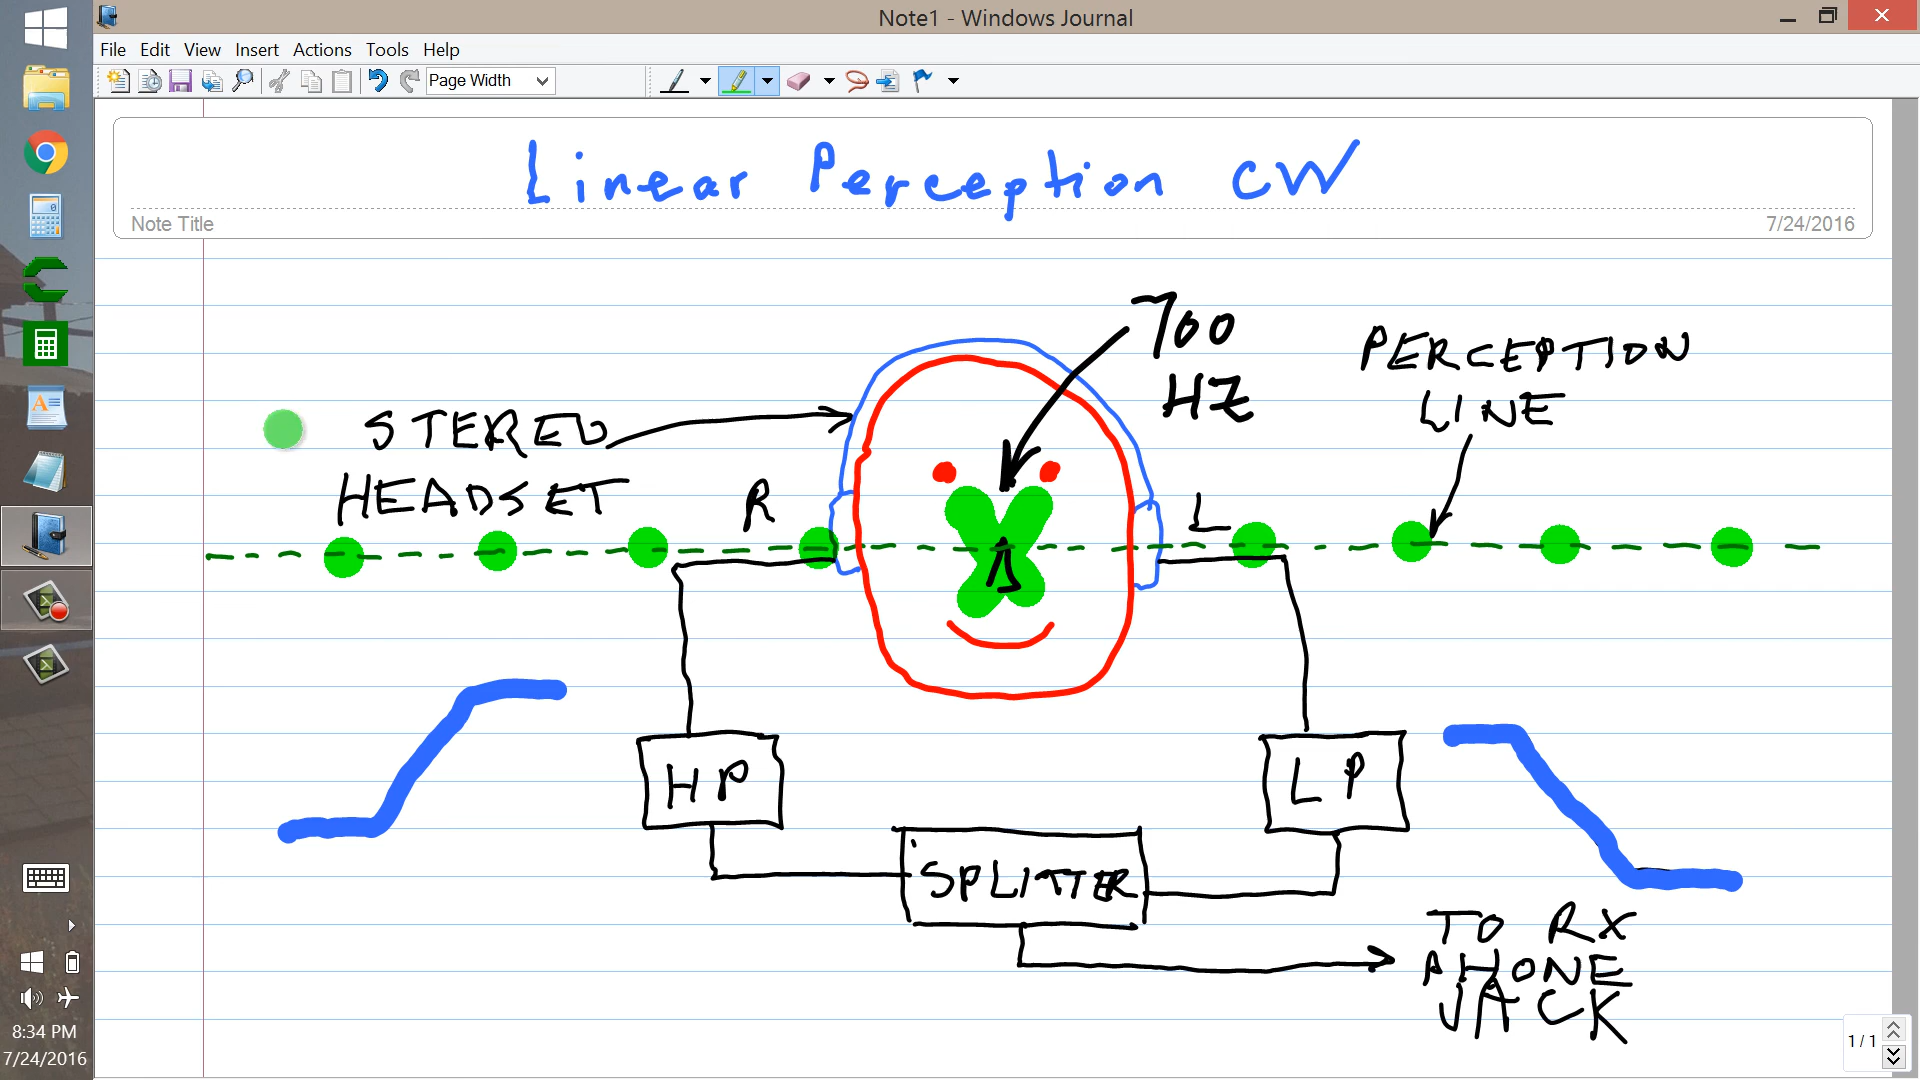 Note1 - Windows Journal
File Edit View Insert Actions Tools Help
Page Width
Linear Perception CW
Note Title
7/24/2016
700
HZ
PERCEPTION
LINE
STEREO
HEADSET
R
L
HP
LP
SPLITTER
TO RX
PHONE
JACK
1 / 1
8:34 PM
7/24/2016